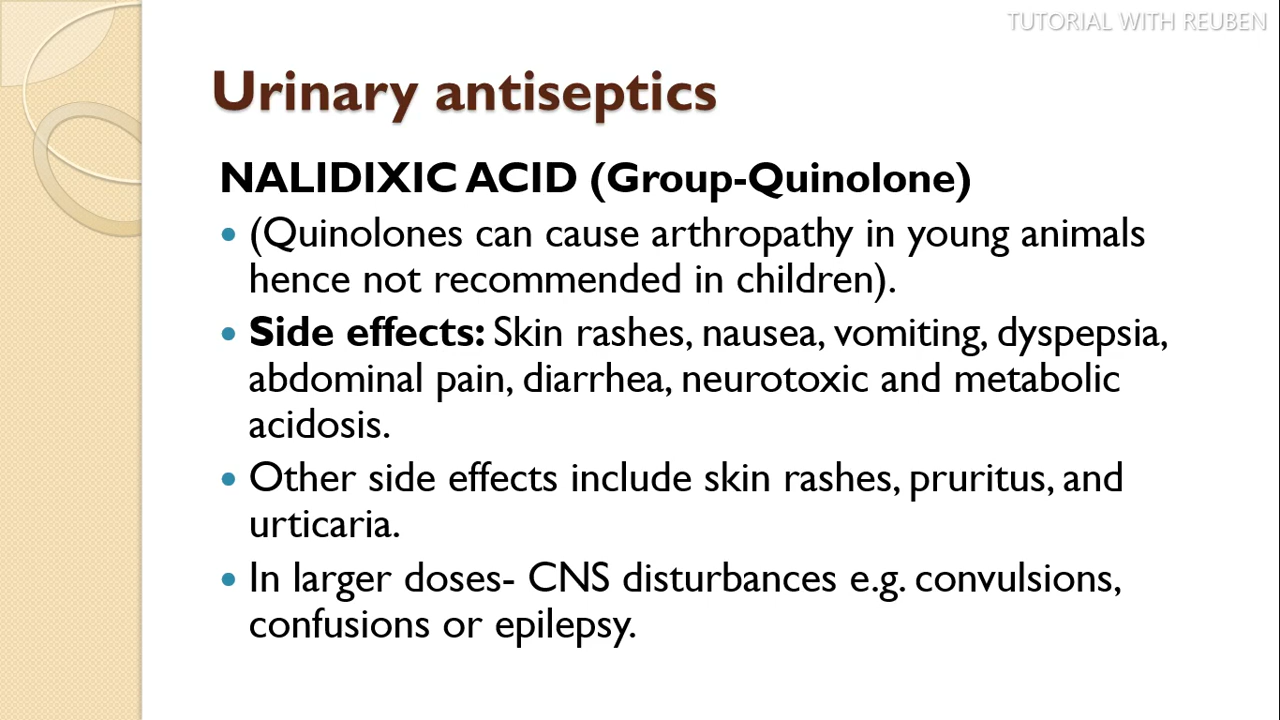 TUTORIAL WITH REUBEN
Urinary antiseptics
NALIDIXIC ACID (Group-Quinolone)
• (Quinolones can cause arthropathy in young animals
hence not recommended in children).
• Side effects: Skin rashes, nausea, vomiting, dyspepsia,
abdominal pain, diarrhea, neurotoxic and metabolic
acidosis.
• Other side effects include skin rashes, pruritus, and
urticaria.
• In larger doses- CNS disturbances e.g. convulsions,
confusions or epilepsy.